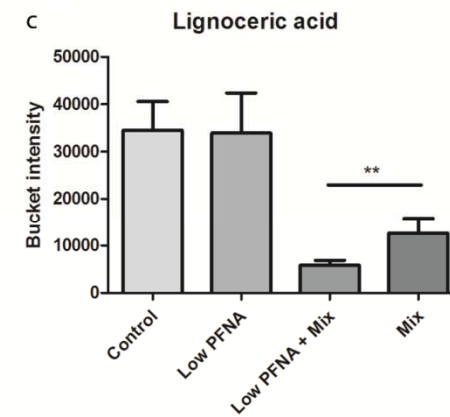 C
Lignoceric acid
Bucket intensity
50000
40000
30000
20000
10000
0
**
Control
Low PFNA
Low PFNA + Mix
Mix